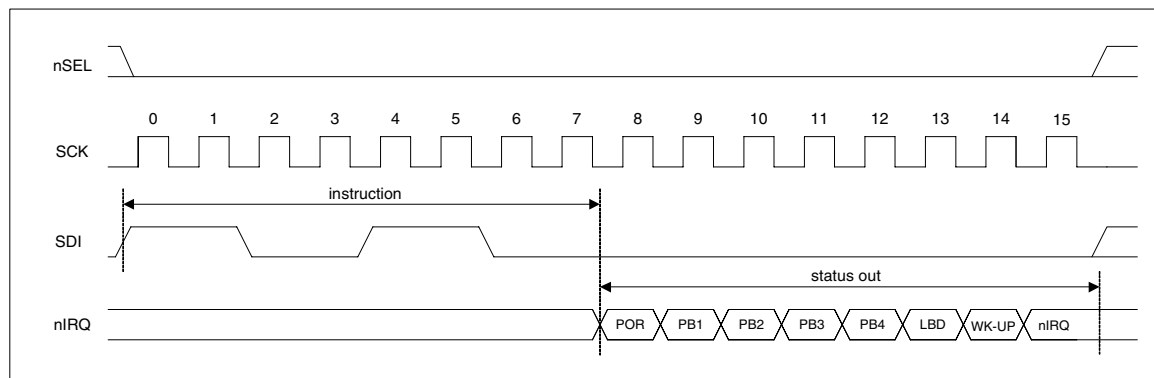 nSEL
0 1 2 3 4 5 6 7 8 9 10 11 12 13 14 15
SCK
instruction
SDI
status out
nIRQ POR PB1 PB2 PB3 PB4 LBD WK-UP nIRQ